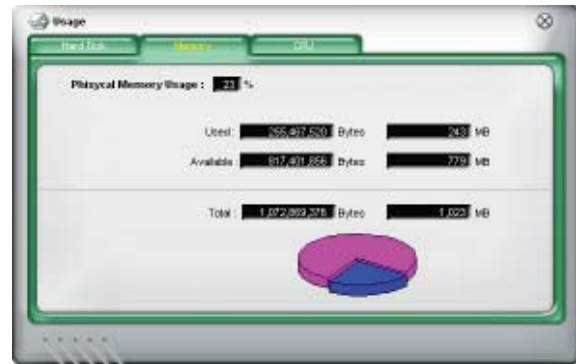 Usage
Hard Disk Memory CPU
Phisycal Memory Usage : 23 %
Used : 255,467,520 Bytes 243 MB
Available : 817,401,856 Bytes 779 MB
Total : 1,072,869,376 Bytes 1,023 MB